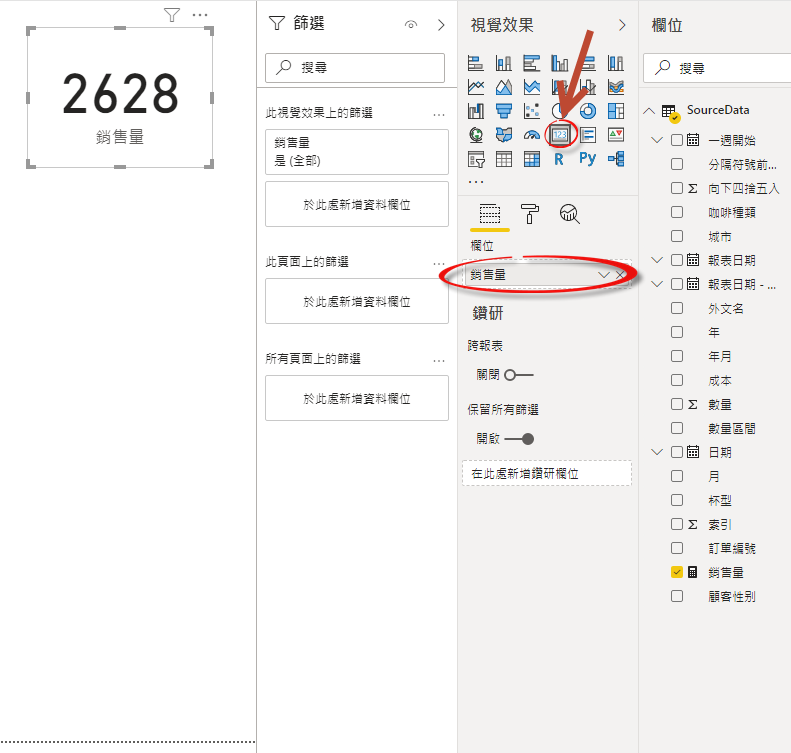 2628
銷售量
篩選
搜尋
此視覺效果上的篩選
...
銷售量
是 (全部)
於此處新增資料欄位
此頁面上的篩選
...
於此處新增資料欄位
所有頁面上的篩選
...
於此處新增資料欄位
視覺效果
123
R
Py
...
欄位
銷售量
鑽研
跨報表
關閉
保留所有篩選
開啟
在此處新增鑽研欄位
欄位
搜尋
SourceData
一週開始
分隔符號前...
Σ 向下四捨五入
咖啡種類
城市
報表日期
報表日期 - ...
外文名
年
年月
成本
Σ 數量
數量區間
日期
月
杯型
Σ 索引
訂單編號
銷售量
顧客性別